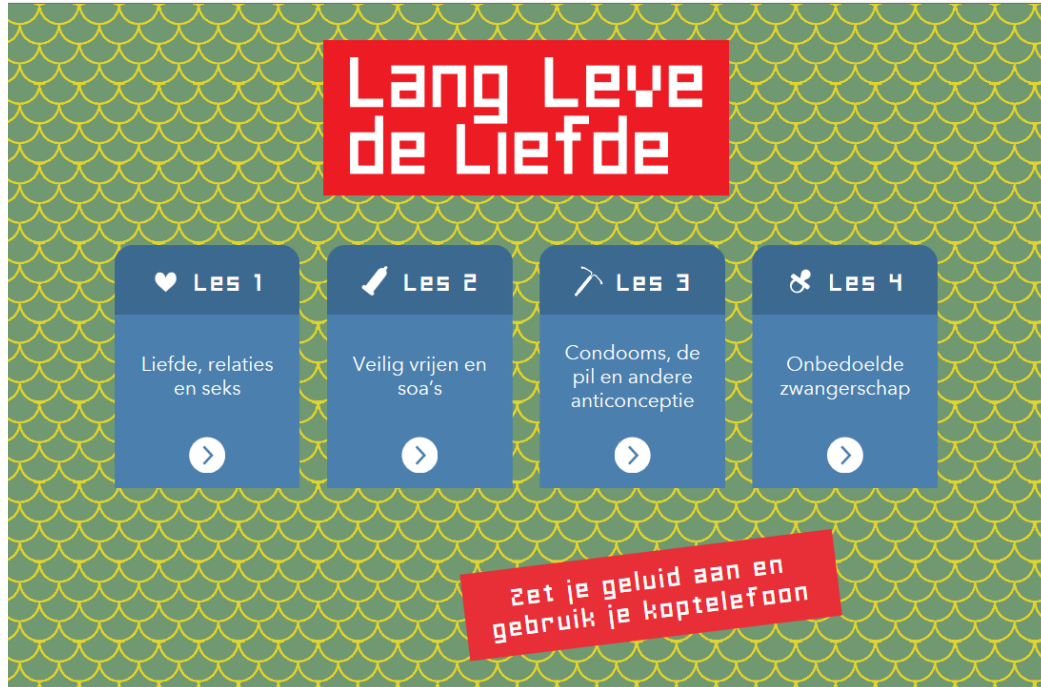 Lang Leve
de Liefde
Les 1
Liefde, relaties
en seks
Les 2
Veilig vrijen en
soa's
Les 3
Condooms, de
pil en andere
anticonceptie
Les 4
Onbedoelde
zwangerschap
Zet je geluid aan en
gebruik je koptelefoon